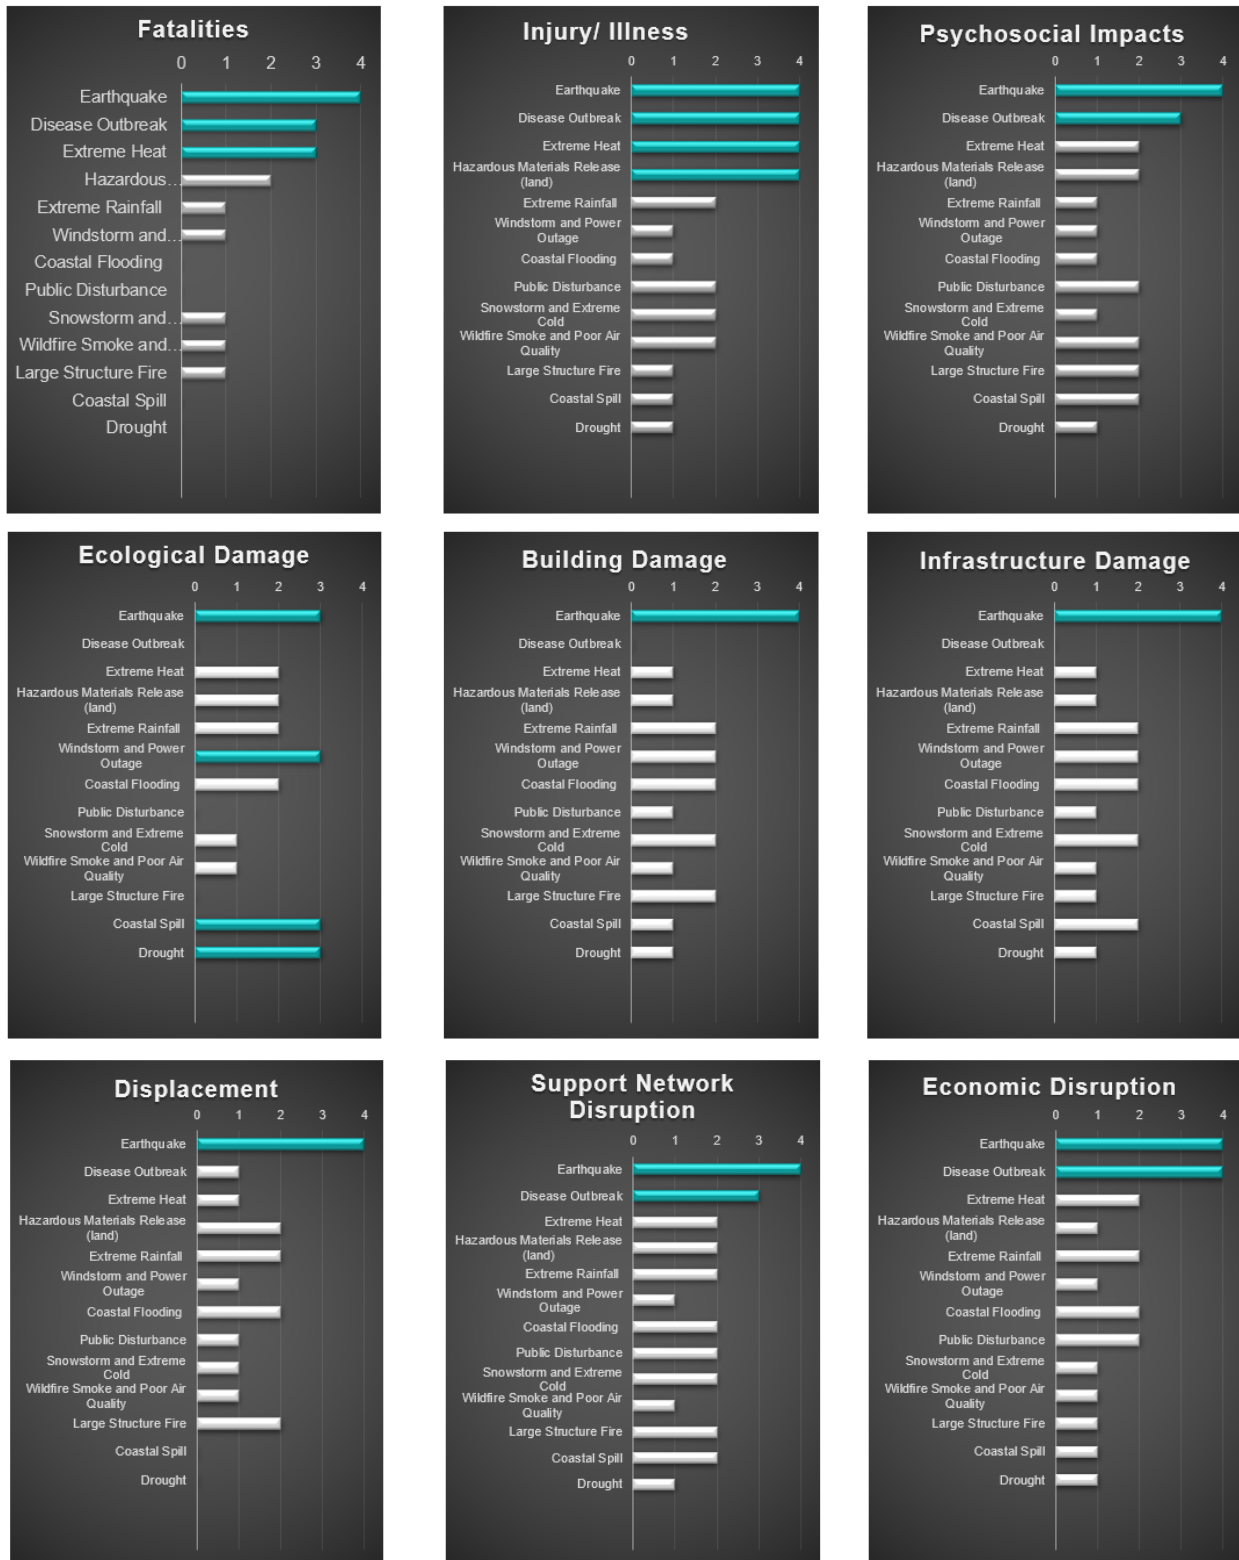 Fatalities
0 1 2 3 4
Earthquake
Disease Outbreak
Extreme Heat
Hazardous...
Extreme Rainfall
Windstorm and...
Coastal Flooding
Public Disturbance
Snowstorm and...
Wildfire Smoke and...
Large Structure Fire
Coastal Spill
Drought
Injury/ Illness
0 1 2 3 4
Earthquake
Disease Outbreak
Extreme Heat
Hazardous Materials Release
(land)
Extreme Rainfall
Windstorm and Power
Outage
Coastal Flooding
Public Disturbance
Snowstorm and Extreme
Cold
Wildfire Smoke and Poor Air
Quality
Large Structure Fire
Coastal Spill
Drought
Psychosocial Impacts
0 1 2 3 4
Earthquake
Disease Outbreak
Extreme Heat
Hazardous Materials Release
(land)
Extreme Rainfall
Windstorm and Power
Outage
Coastal Flooding
Public Disturbance
Snowstorm and Extreme
Cold
Wildfire Smoke and Poor Air
Quality
Large Structure Fire
Coastal Spill
Drought
Ecological Damage
0 1 2 3 4
Earthquake
Disease Outbreak
Extreme Heat
Hazardous Materials Release
(land)
Extreme Rainfall
Windstorm and Power
Outage
Coastal Flooding
Public Disturbance
Snowstorm and Extreme
Cold
Wildfire Smoke and Poor Air
Quality
Large Structure Fire
Coastal Spill
Drought
Building Damage
0 1 2 3 4
Earthquake
Disease Outbreak
Extreme Heat
Hazardous Materials Release
(land)
Extreme Rainfall
Windstorm and Power
Outage
Coastal Flooding
Public Disturbance
Snowstorm and Extreme
Cold
Wildfire Smoke and Poor Air
Quality
Large Structure Fire
Coastal Spill
Drought
Infrastructure Damage
0 1 2 3 4
Earthquake
Disease Outbreak
Extreme Heat
Hazardous Materials Release
(land)
Extreme Rainfall
Windstorm and Power
Outage
Coastal Flooding
Public Disturbance
Snowstorm and Extreme
Cold
Wildfire Smoke and Poor Air
Quality
Large Structure Fire
Coastal Spill
Drought
Displacement
0 1 2 3 4
Earthquake
Disease Outbreak
Extreme Heat
Hazardous Materials Release
(land)
Extreme Rainfall
Windstorm and Power
Outage
Coastal Flooding
Public Disturbance
Snowstorm and Extreme
Cold
Wildfire Smoke and Poor Air
Quality
Large Structure Fire
Coastal Spill
Drought
Support Network
Disruption
0 1 2 3 4
Earthquake
Disease Outbreak
Extreme Heat
Hazardous Materials Release
(land)
Extreme Rainfall
Windstorm and Power
Outage
Coastal Flooding
Public Disturbance
Snowstorm and Extreme
Cold
Wildfire Smoke and Poor Air
Quality
Large Structure Fire
Coastal Spill
Drought
Economic Disruption
0 1 2 3 4
Earthquake
Disease Outbreak
Extreme Heat
Hazardous Materials Release
(land)
Extreme Rainfall
Windstorm and Power
Outage
Coastal Flooding
Public Disturbance
Snowstorm and Extreme
Cold
Wildfire Smoke and Poor Air
Quality
Large Structure Fire
Coastal Spill
Drought